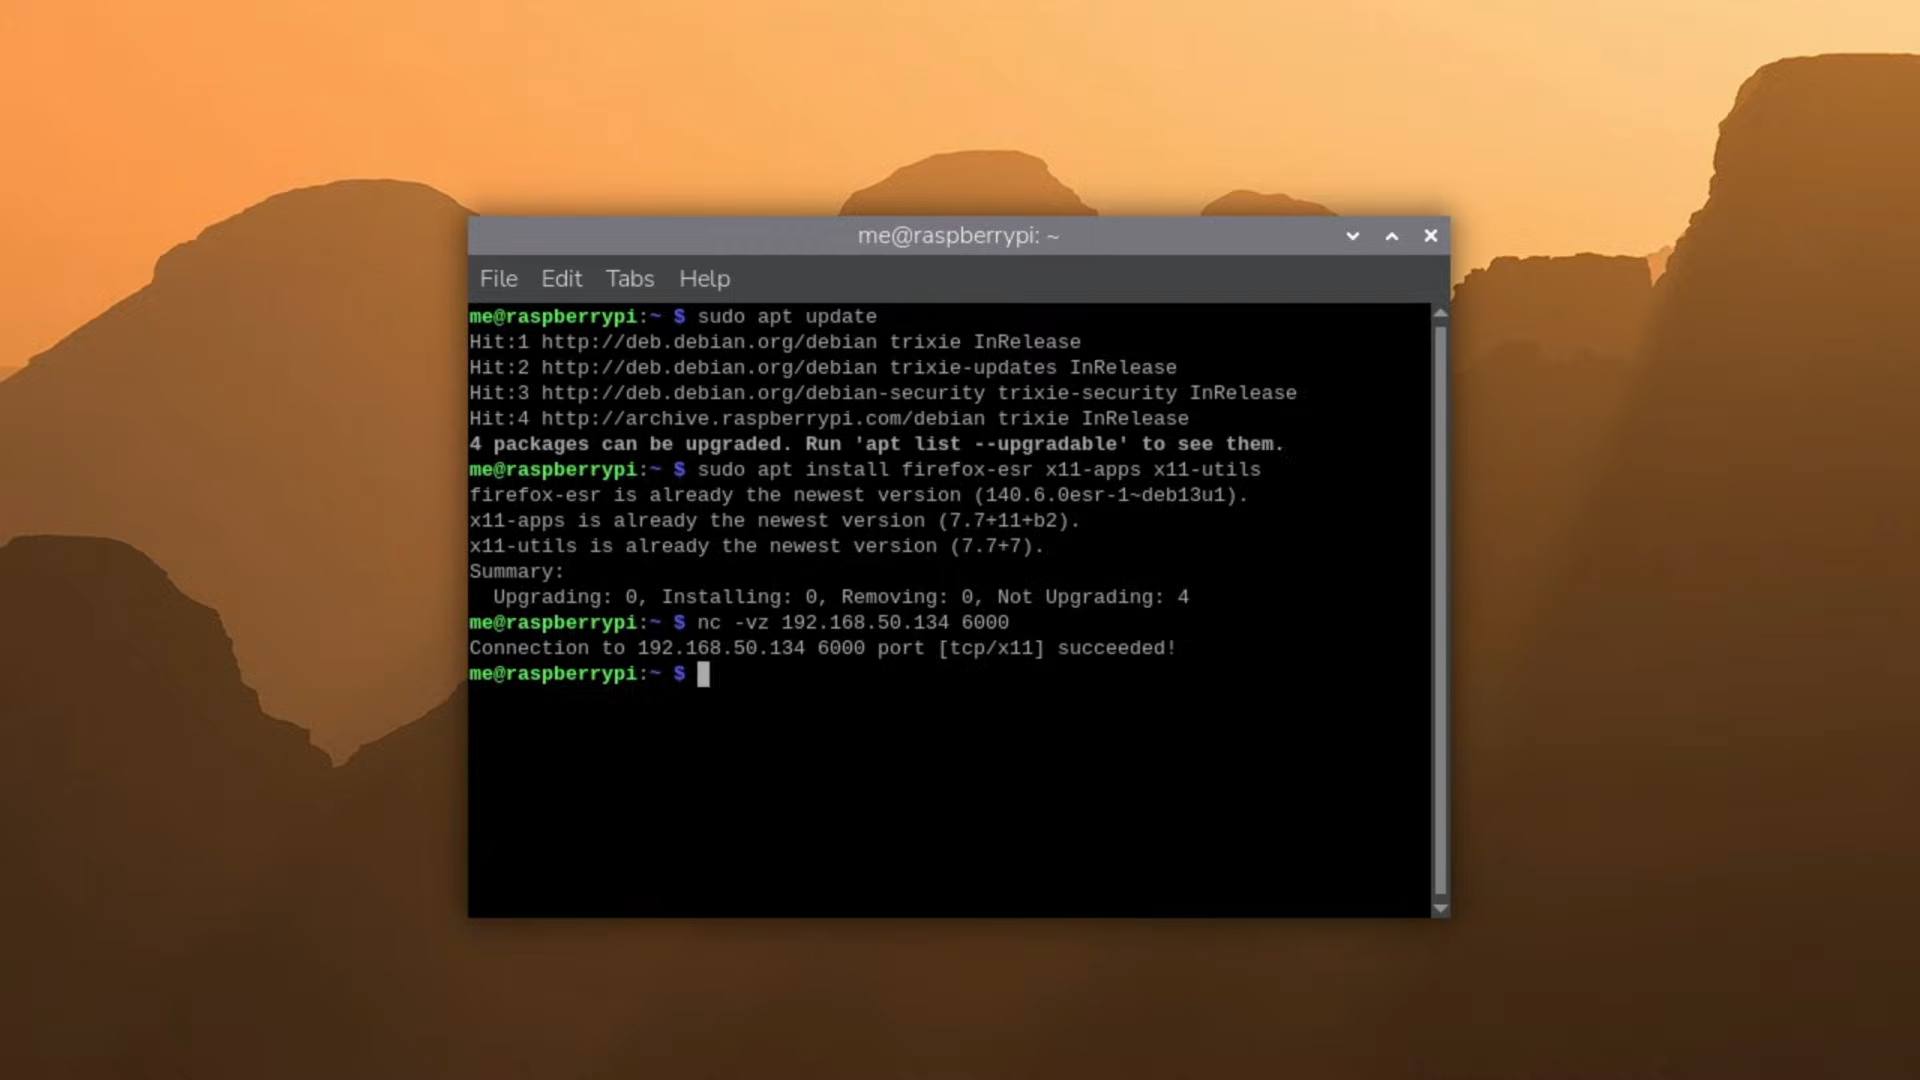 me@raspberrypi: ~
File Edit Tabs Help
me@raspberrypi:~ $ sudo apt update
Hit:1 http://deb.debian.org/debian trixie InRelease
Hit:2 http://deb.debian.org/debian trixie-updates InRelease
Hit:3 http://deb.debian.org/debian-security trixie-security InRelease
Hit:4 http://archive.raspberrypi.com/debian trixie InRelease
4 packages can be upgraded. Run 'apt list --upgradable' to see them.
me@raspberrypi:~ $ sudo apt install firefox-esr x11-apps x11-utils
firefox-esr is already the newest version (140.6.0esr-1~deb13u1).
x11-apps is already the newest version (7.7+11+b2).
x11-utils is already the newest version (7.7+7).
Summary:
  Upgrading: 0, Installing: 0, Removing: 0, Not Upgrading: 4
me@raspberrypi:~ $ nc -vz 192.168.50.134 6000
Connection to 192.168.50.134 6000 port [tcp/x11] succeeded!
me@raspberrypi:~ $